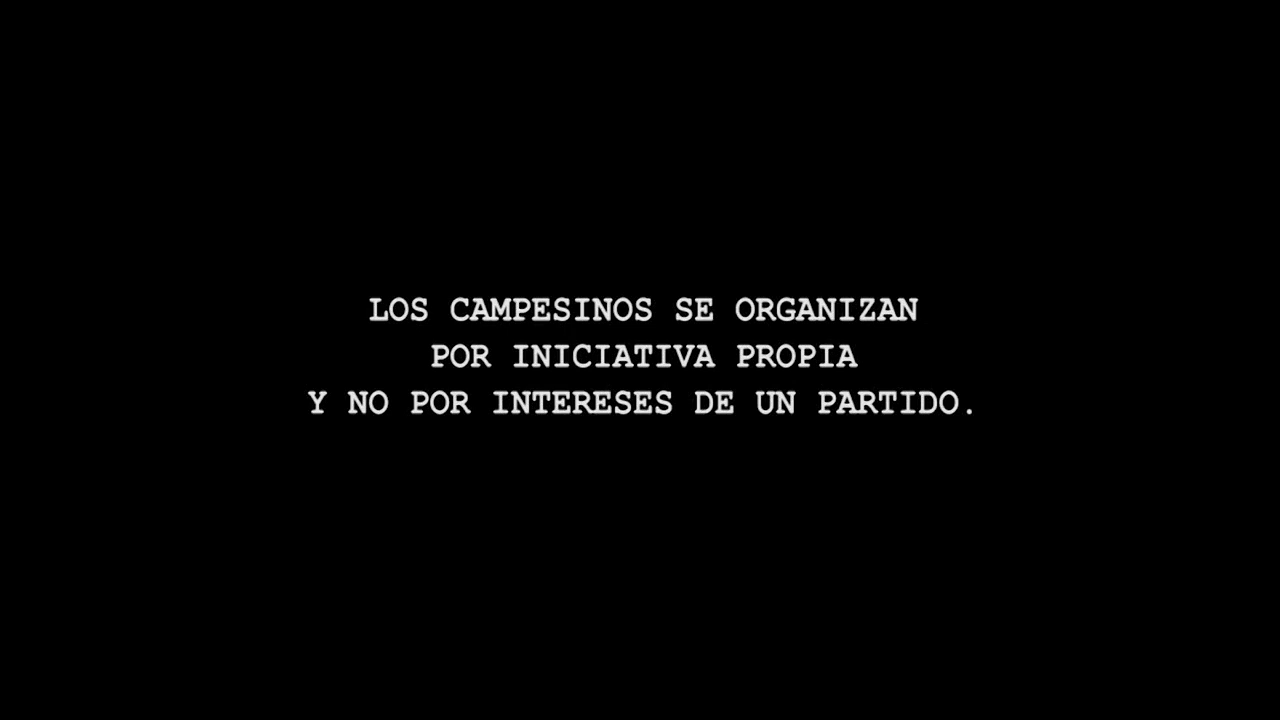 LOS CAMPESINOS SE ORGANIZAN
POR INICIATIVA PROPIA
Y NO POR INTERESES DE UN PARTIDO.